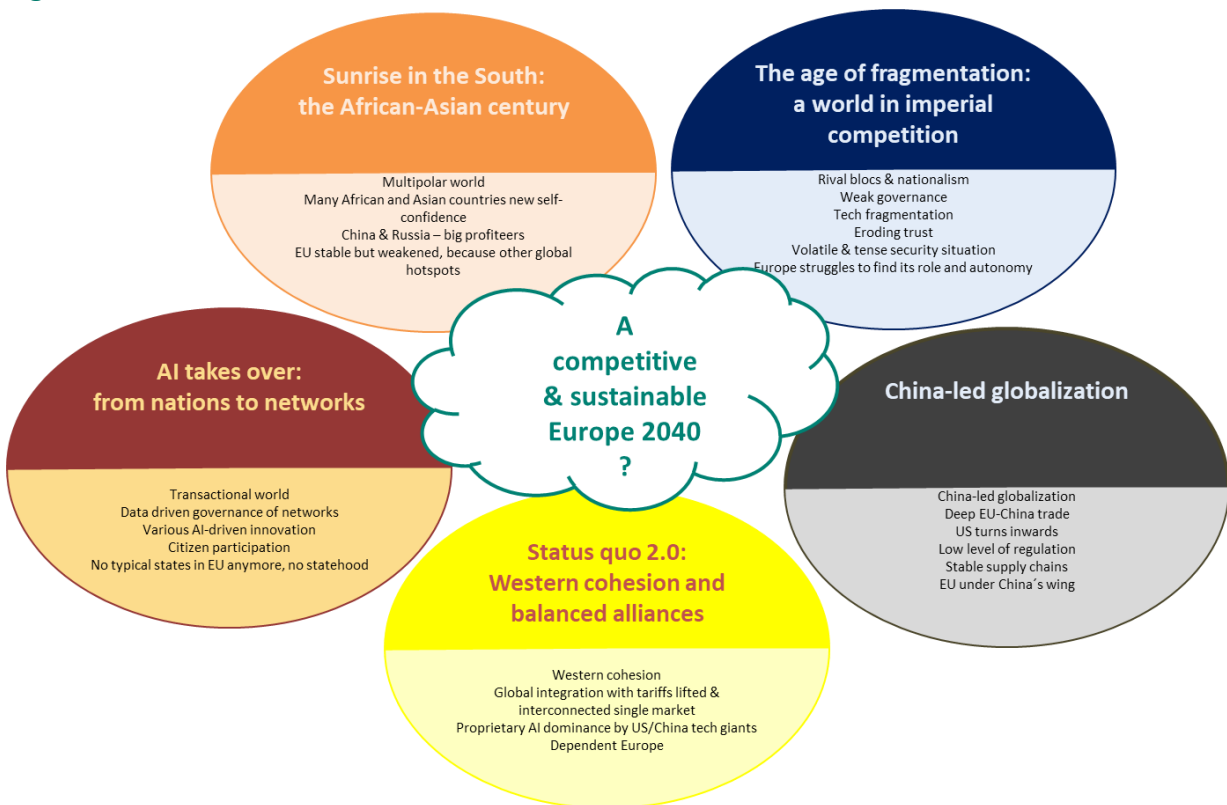 Sunrise in the South:
the African-Asian century
Multipolar world
Many African and Asian countries new self-
confidence
China & Russia – big profiteers
EU stable but weakened, because other global
hotspots
The age of fragmentation:
a world in imperial
competition
Rival blocs & nationalism
Weak governance
Tech fragmentation
Eroding trust
Volatile & tense security situation
Europe struggles to find its role and autonomy
A
competitive
& sustainable
Europe 2040
?
AI takes over:
from nations to networks
Transactional world
Data driven governance of networks
Various AI-driven innovation
Citizen participation
No typical states in EU anymore, no statehood
China-led globalization
China-led globalization
Deep EU-China trade
US turns inwards
Low level of regulation
Stable supply chains
EU under China´s wing
Status quo 2.0:
Western cohesion and
balanced alliances
Western cohesion
Global integration with tariffs lifted &
interconnected single market
Proprietary AI dominance by US/China tech giants
Dependent Europe